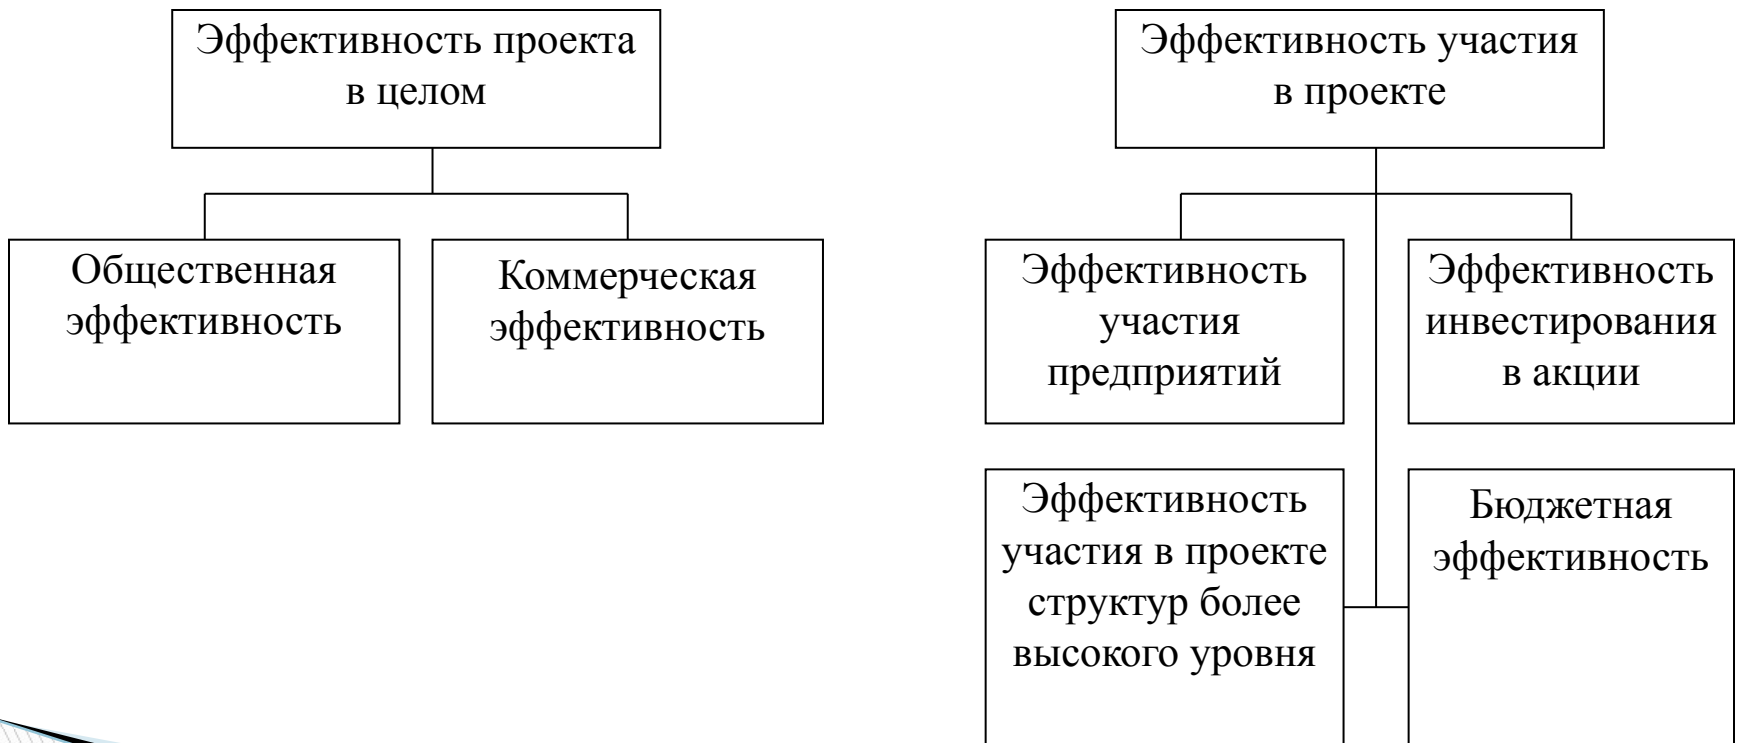 Эффективность проекта
в целом
Эффективность участия
в проекте
Общественная
эффективность
Коммерческая
эффективность
Эффективность
участия
предприятий
Эффективность
инвестирования
в акции
Эффективность
участия в проекте
структур более
высокого уровня
Бюджетная
эффективность